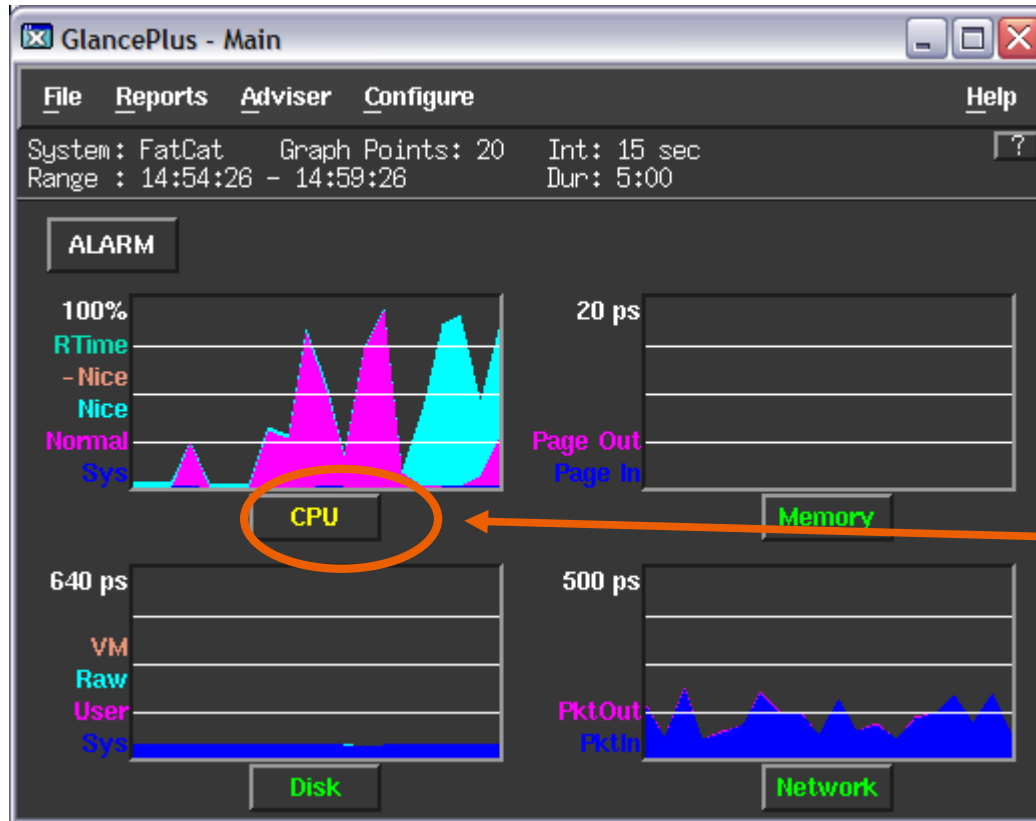 GlancePlus - Main
File Reports Adviser Configure Help
System: FatCat Graph Points: 20 Int: 15 sec ?
Range : 14:54:26 - 14:59:26 Dur: 5:00
ALARM
100%
RTime
-Nice
Nice
Normal
Sys
CPU
20 ps
Page Out
Page In
Memory
640 ps
VM
Raw
User
Sys
Disk
500 ps
PktOut
PktIn
Network